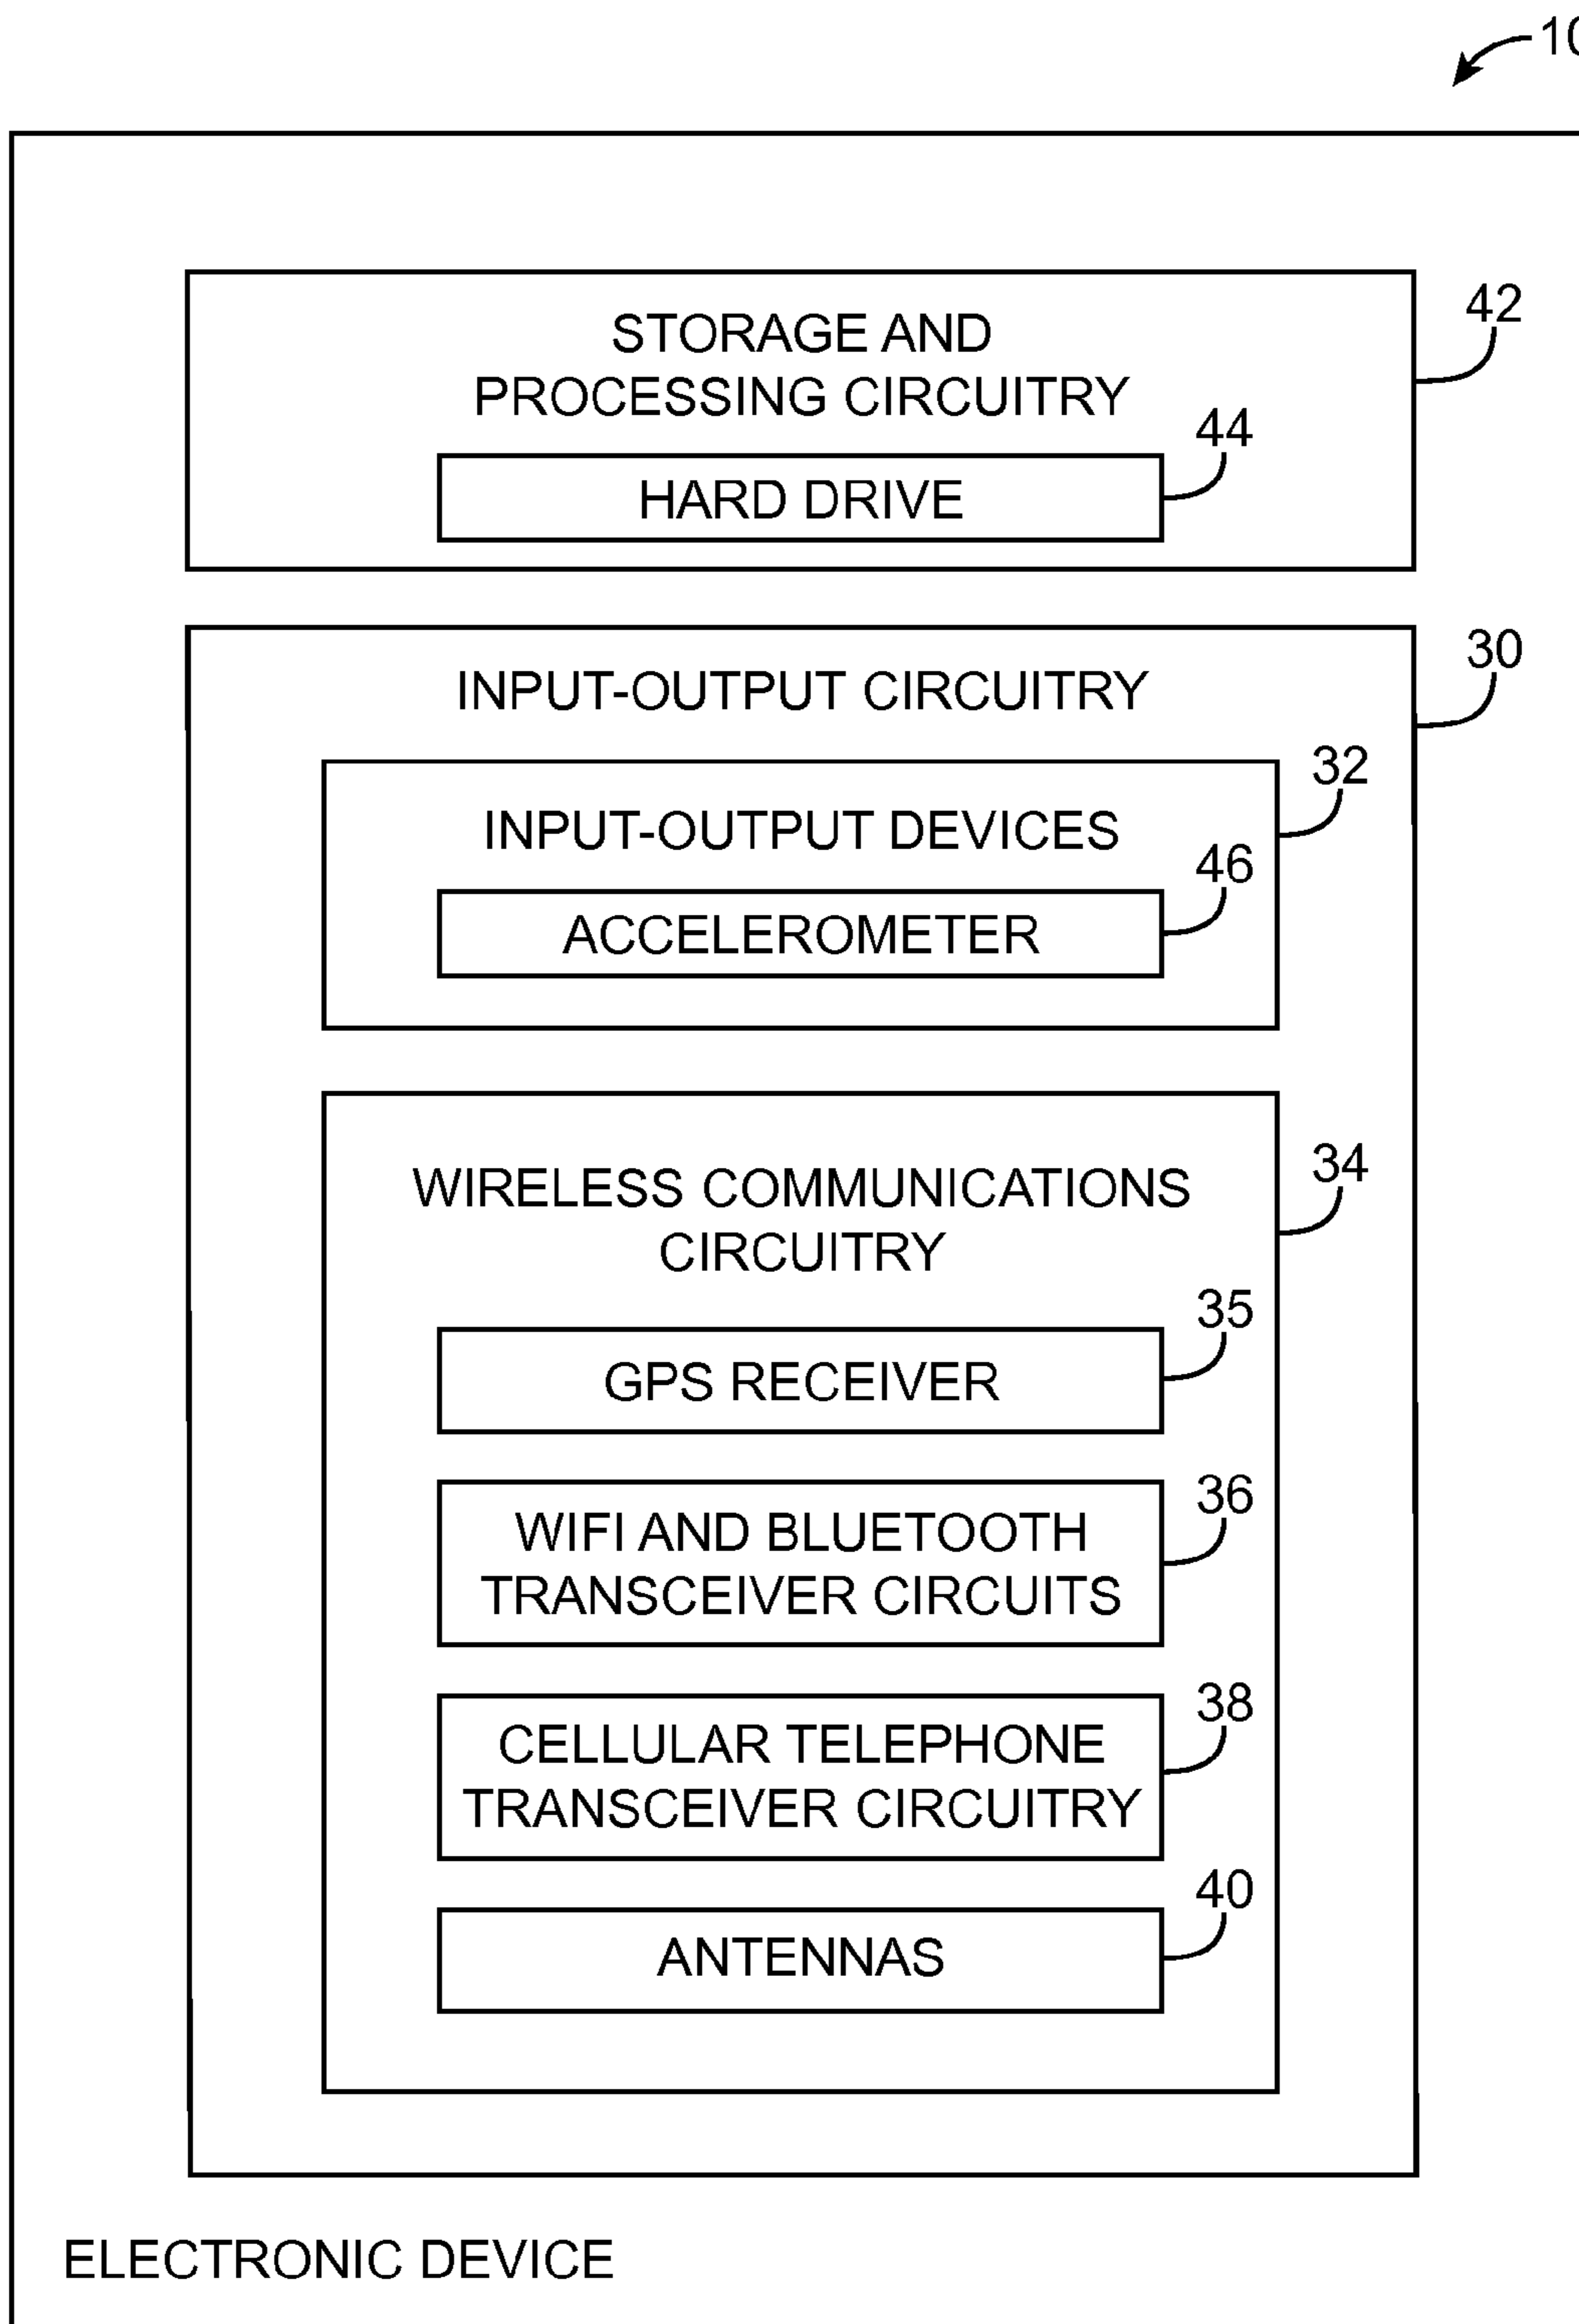 10
STORAGE AND
PROCESSING CIRCUITRY
42
44
HARD DRIVE
30
INPUT-OUTPUT CIRCUITRY
32
INPUT-OUTPUT DEVICES
46
ACCELEROMETER
34
WIRELESS COMMUNICATIONS
CIRCUITRY
35
GPS RECEIVER
36
WIFI AND BLUETOOTH
TRANSCEIVER CIRCUITS
38
CELLULAR TELEPHONE
TRANSCEIVER CIRCUITRY
40
ANTENNAS
ELECTRONIC DEVICE